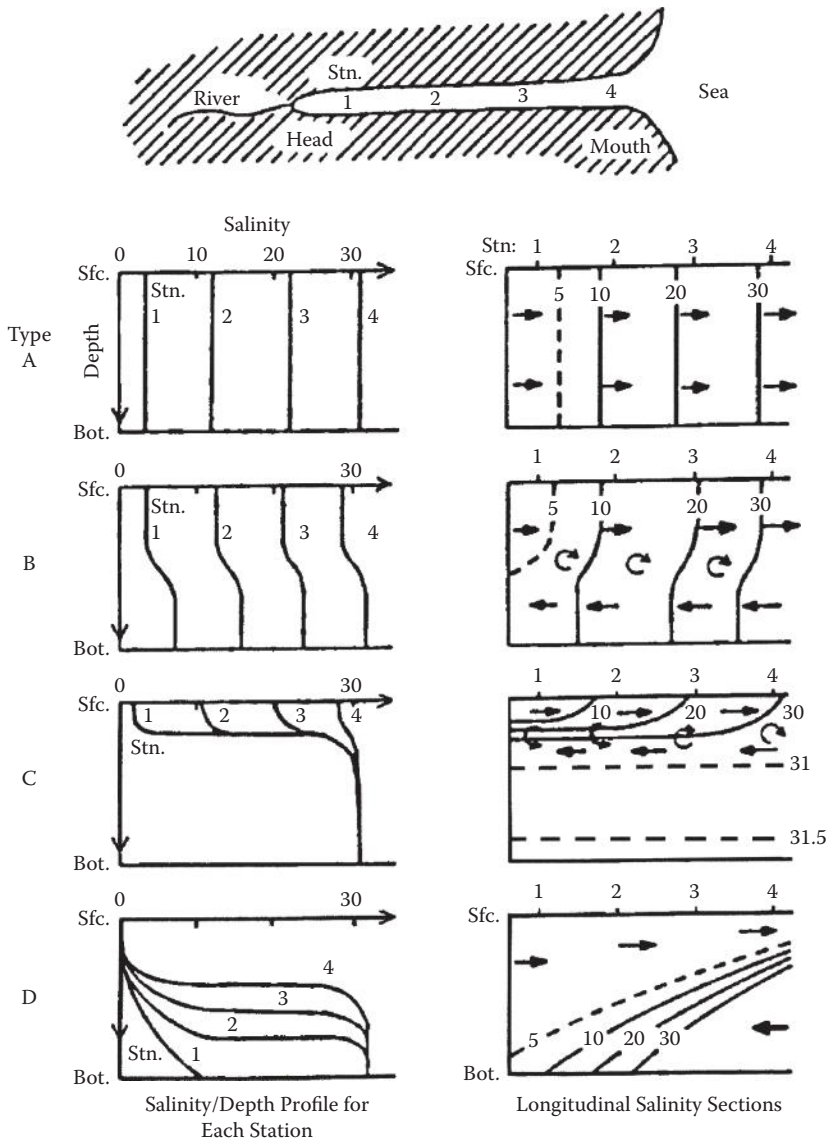 Stn.
River 1 2 3 4 Sea
Head Mouth
Salinity
0 10 20 30
Sfc.
Stn.
1 2 3 4
Type
A
Depth
Bot.
Stn: 1 2 3 4
Sfc.
5 10 20 30
0 30
Sfc.
Stn.
1 2 3 4
B
Bot.
1 2 3 4
5 10 20 30
0 30
Sfc.
1 2 3 4
Stn.
C
Bot.
1 2 3 4
10 20 30
31
31.5
0 30
Sfc.
4
3
D
2
Stn. 1
Bot.
1 2 3 4
Sfc.
5 10 20 30
Bot.
Salinity/Depth Profile for
Each Station
Longitudinal Salinity Sections